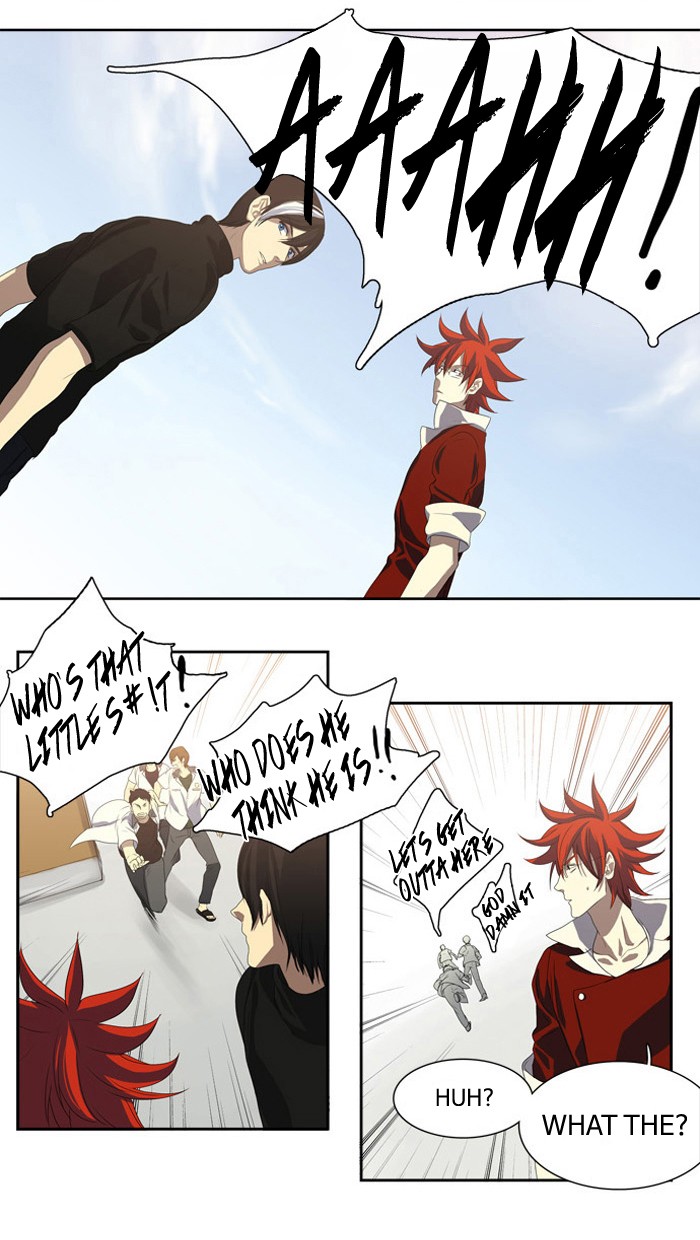 AAAHH!
WHO'S THAT
LITTLE S#!T!
WHO DOES HE
THINK HE IS!!
LETS GET
OUTTA HERE
GOD
DAMN IT
HUH?
WHAT THE?